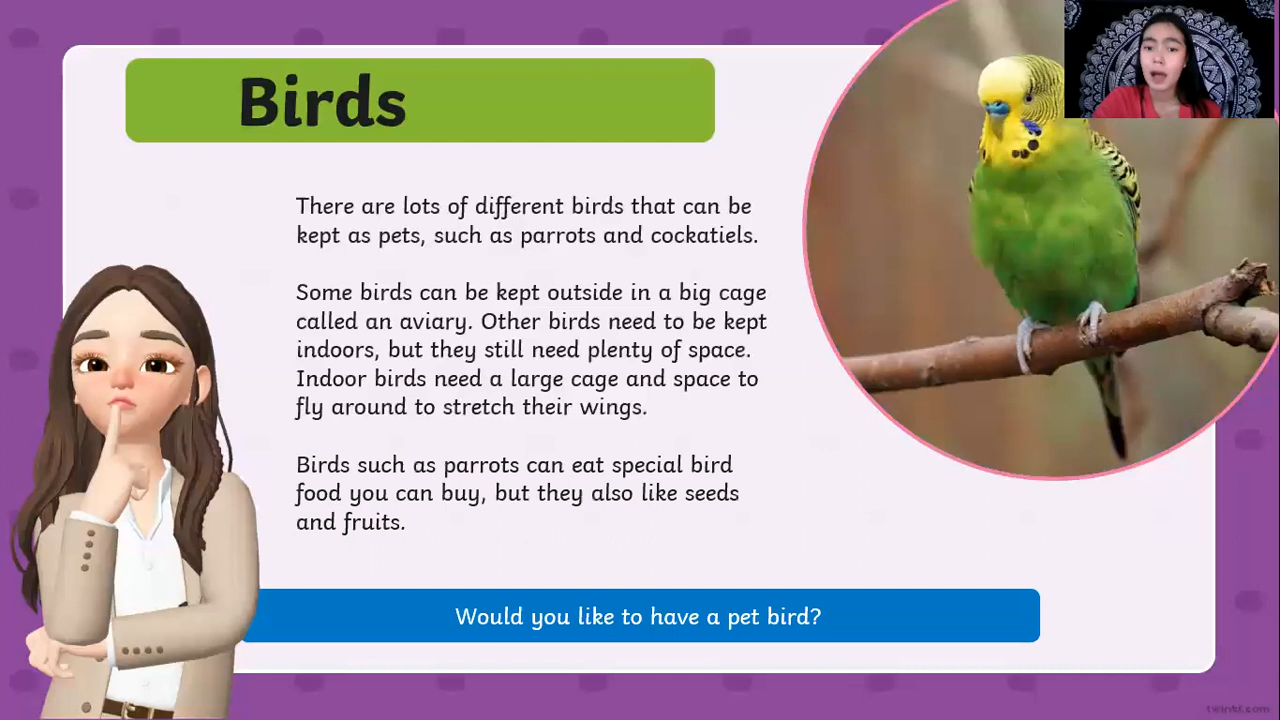 Birds
There are lots of different birds that can be
kept as pets, such as parrots and cockatiels.
Some birds can be kept outside in a big cage
called an aviary. Other birds need to be kept
indoors, but they still need plenty of space.
Indoor birds need a large cage and space to
fly around to stretch their wings.
Birds such as parrots can eat special bird
food you can buy, but they also like seeds
and fruits.
Would you like to have a pet bird?
twinkl.com